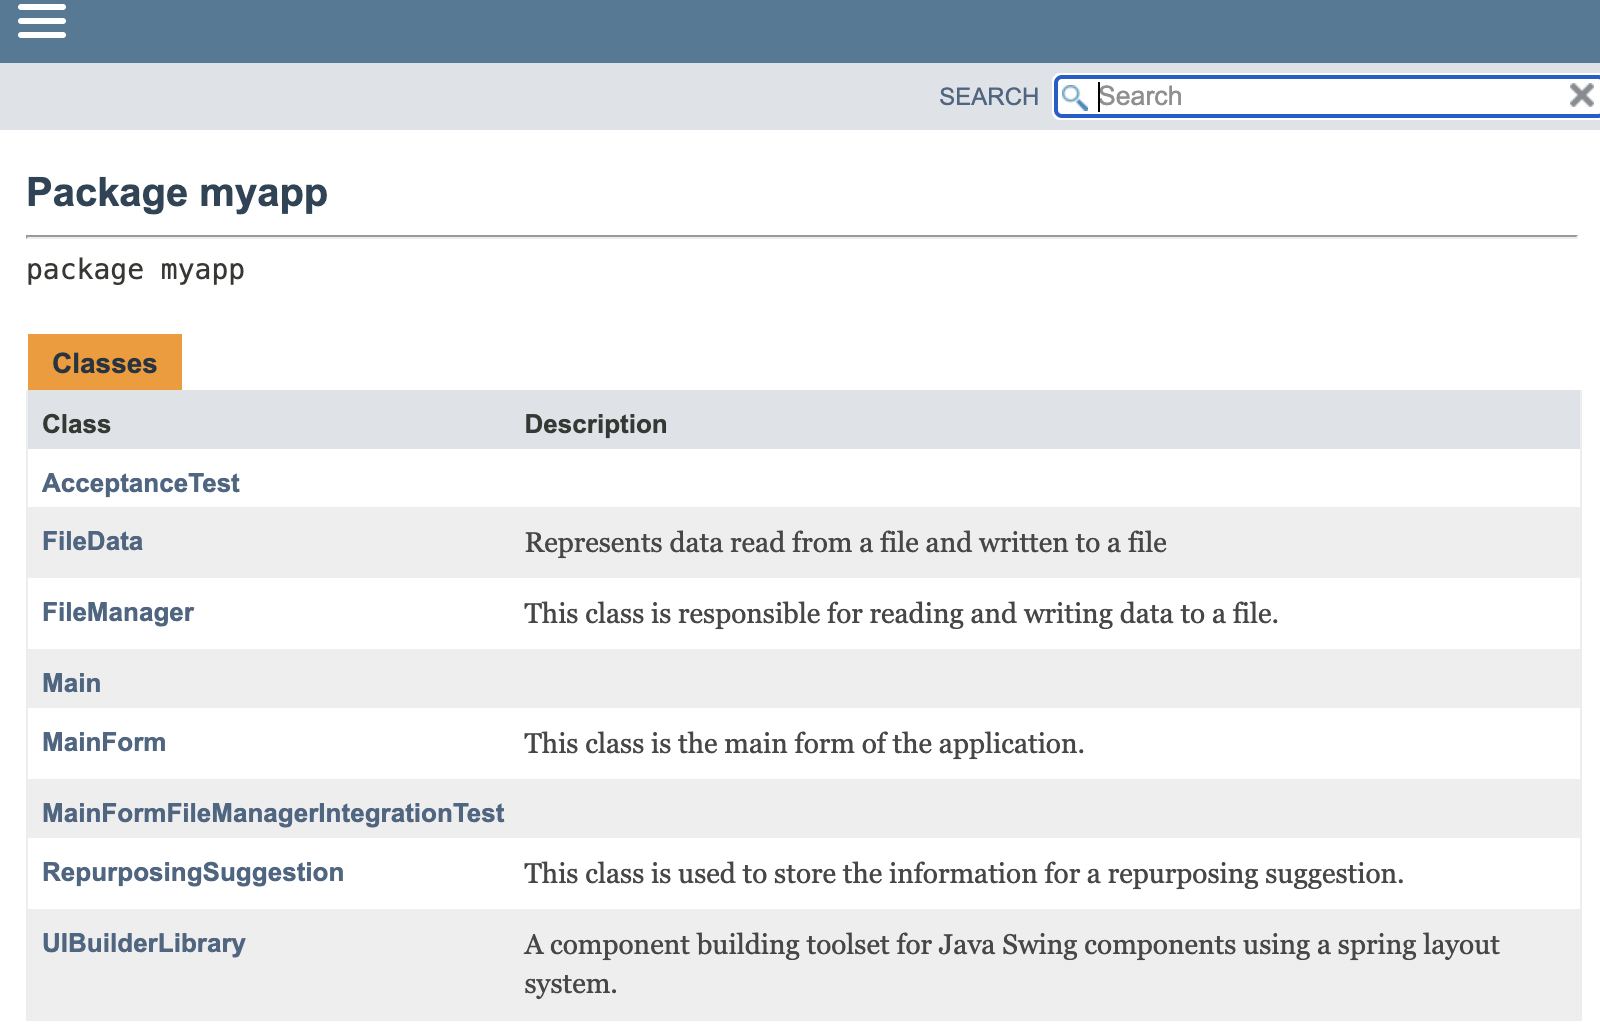 SEARCH Search
Package myapp
package myapp
Classes
Class Description
AcceptanceTest
FileData Represents data read from a file and written to a file
FileManager This class is responsible for reading and writing data to a file.
Main
MainForm This class is the main form of the application.
MainFormFileManagerIntegrationTest
RepurposingSuggestion This class is used to store the information for a repurposing suggestion.
UIBuilderLibrary A component building toolset for Java Swing components using a spring layout
system.